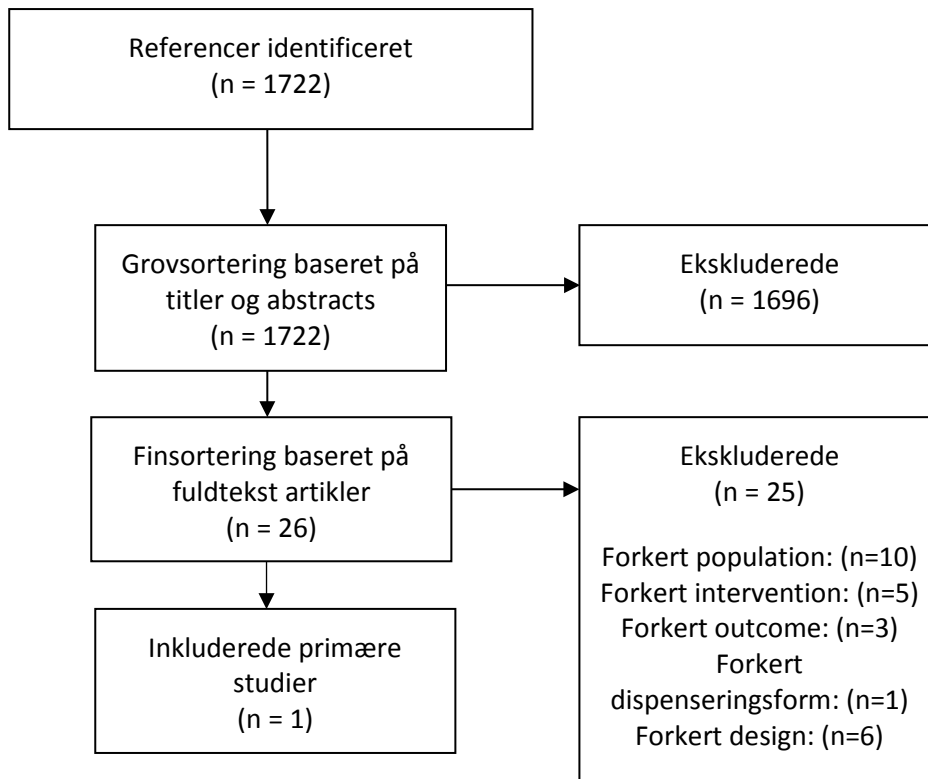 Referencer identificeret
(n = 1722)
Grovsortering baseret på
titler og abstracts
(n = 1722)
Ekskluderede
(n = 1696)
Finsortering baseret på
fuldtekst artikler
(n = 26)
Ekskluderede
(n = 25)
Forkert population: (n=10)
Forkert intervention: (n=5)
Forkert outcome: (n=3)
Forkert
dispenseringsform: (n=1)
Forkert design: (n=6)
Inkluderede primære
studier
(n = 1)